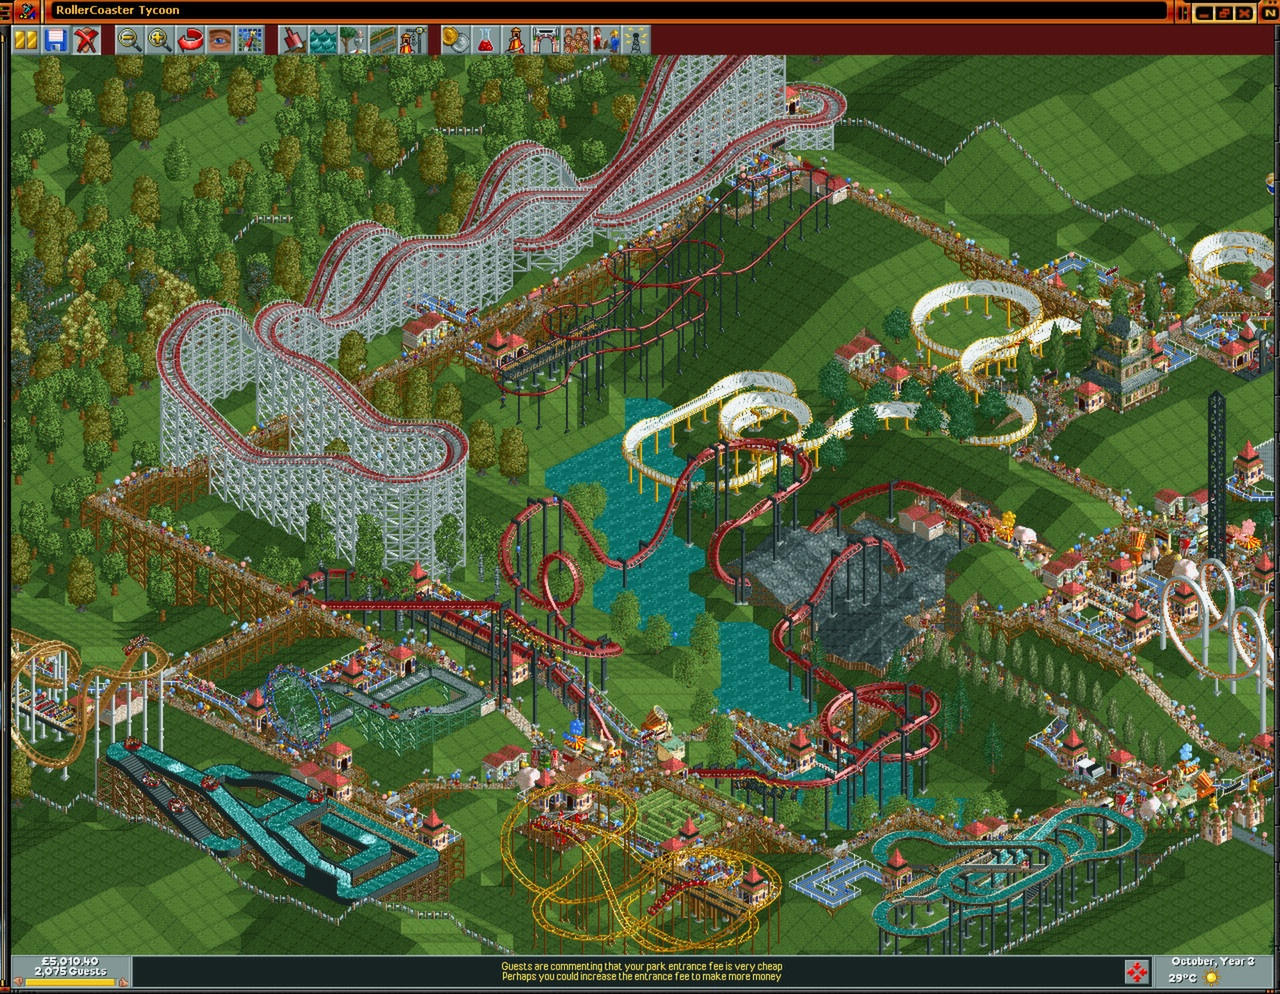 RollerCoaster Tycoon
£5,010.40
2,075 Guests
Guests are commenting that your park entrance fee is very cheap
Perhaps you could increase the entrance fee to make more money
October, Year 3
29°C